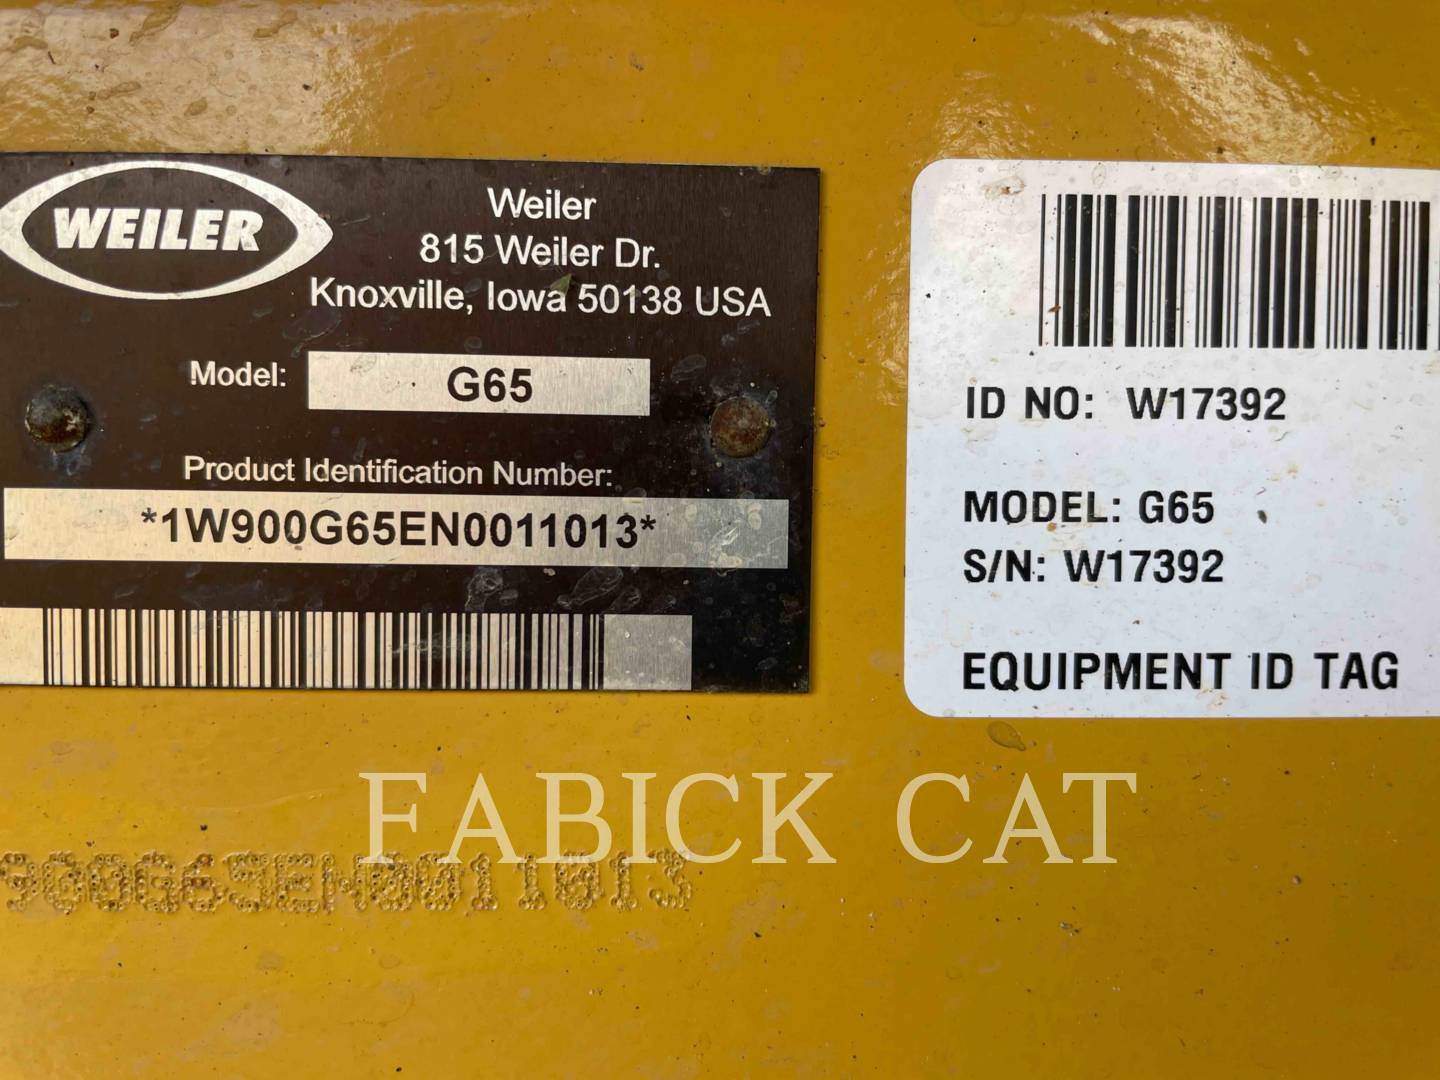 WEILER
Weiler
815 Weiler Dr.
Knoxville, Iowa 50138 USA
Model: G65
Product Identification Number:
*1W900G65EN0011013*
ID NO: W17392
MODEL: G65
S/N: W17392
EQUIPMENT ID TAG
FABICK CAT
900G65EN0011013